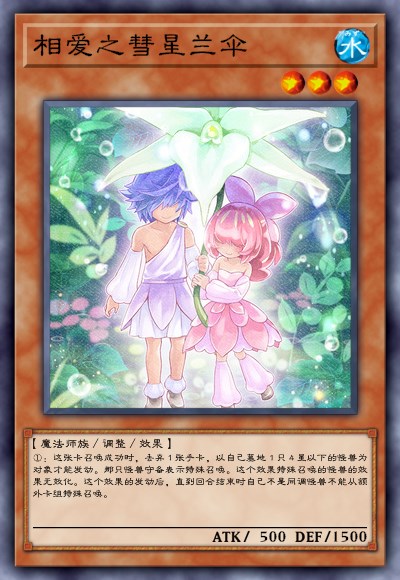 相爱之彗星兰伞
水
【魔法师族／调整／效果】
①：这张卡召唤成功时，丢弃1张手卡，以自己墓地1只4星以下的怪兽为
对象才能发动。那只怪兽守备表示特殊召唤。这个效果特殊召唤的怪兽的效
果无效化。这个效果的发动后，直到回合结束时自己不是同调怪兽不能从额
外卡组特殊召唤。
ATK/ 500 DEF/1500